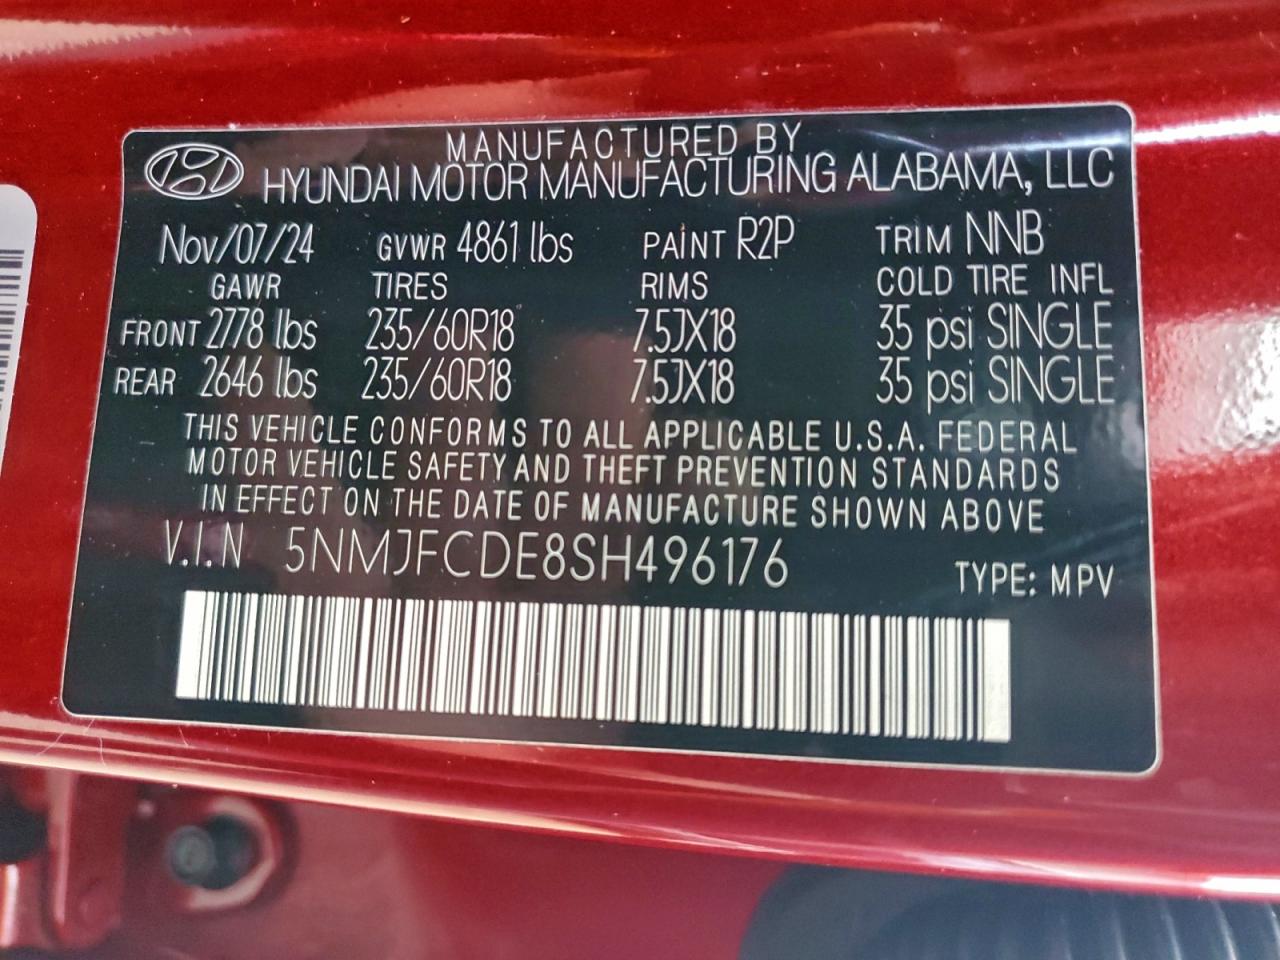 MANUFACTURED BY
HYUNDAI MOTOR MANUFACTURING ALABAMA, LLC
Nov/07/24 GVWR 4861 lbs PAINT R2P TRIM NNB
GAWR TIRES RIMS COLD TIRE INFL
FRONT 2778 lbs 235/60R18 7.5JX18 35 psi SINGLE
REAR 2646 lbs 235/60R18 7.5JX18 35 psi SINGLE
THIS VEHICLE CONFORMS TO ALL APPLICABLE U.S.A. FEDERAL
MOTOR VEHICLE SAFETY AND THEFT PREVENTION STANDARDS
IN EFFECT ON THE DATE OF MANUFACTURE SHOWN ABOVE
V.I.N 5NMJFCDE8SH496176 TYPE: MPV